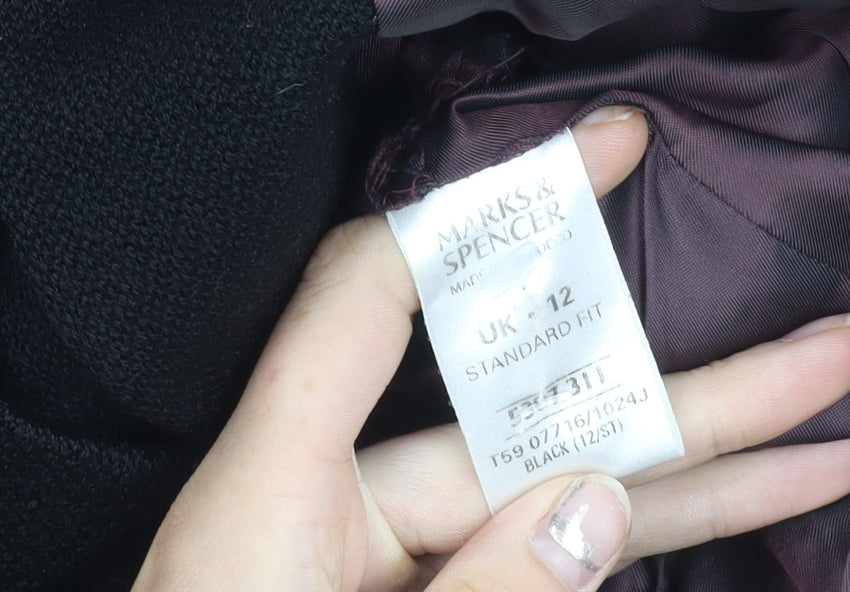 MARKS &
SPENCER
UK - 12
STANDARD FIT
T59 07716/1024J
BLACK (12/ST)